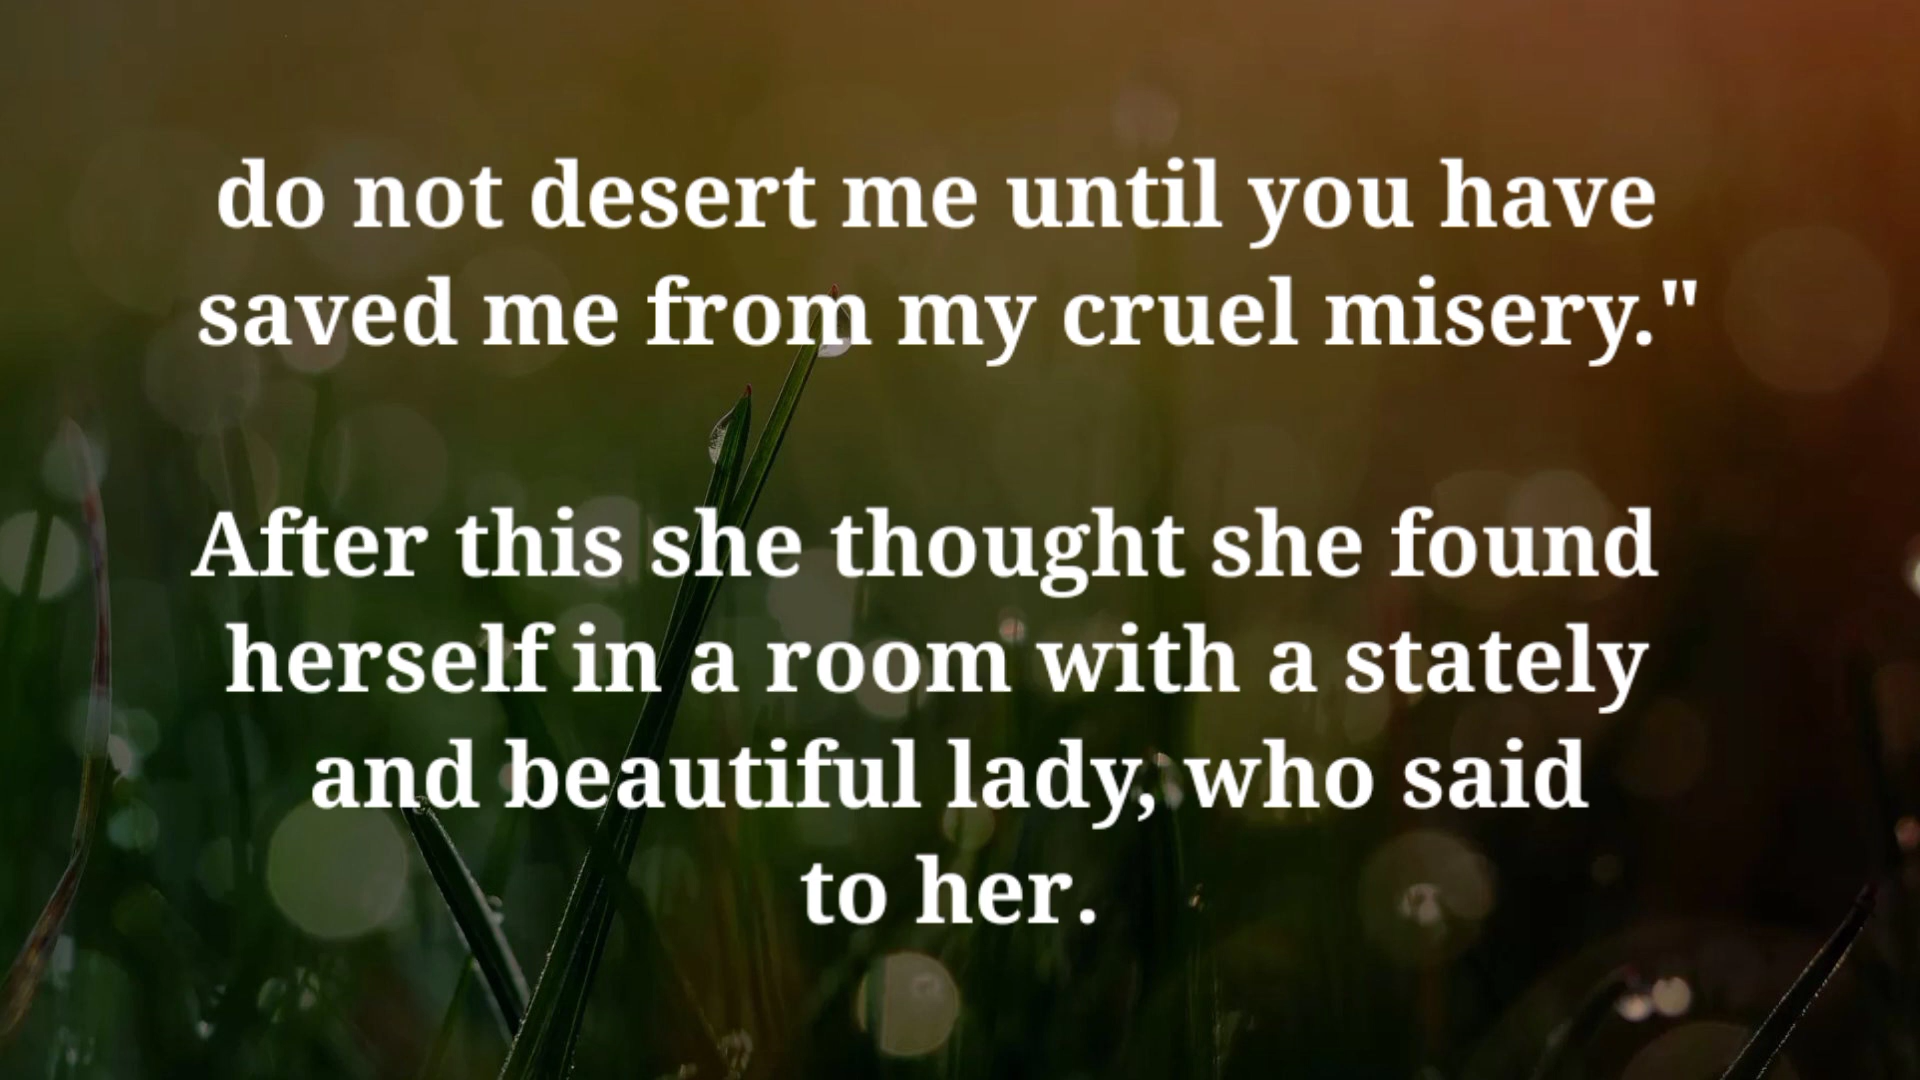 do not desert me until you have
saved me from my cruel misery."
After this she thought she found
herself in a room with a stately
and beautiful lady, who said
to her.